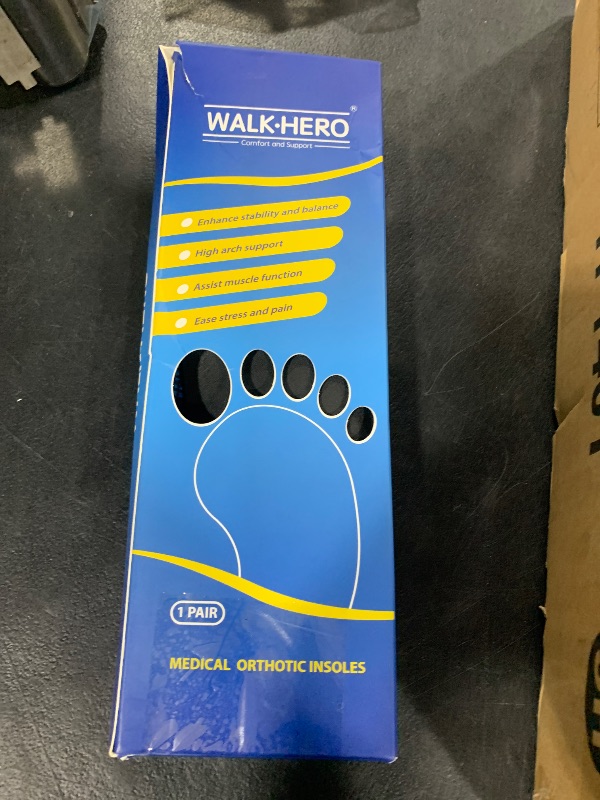 WALK·HERO®
Comfort and Support
Enhance stability and balance
High arch support
Assist muscle function
Ease stress and pain
1 PAIR
MEDICAL ORTHOTIC INSOLES